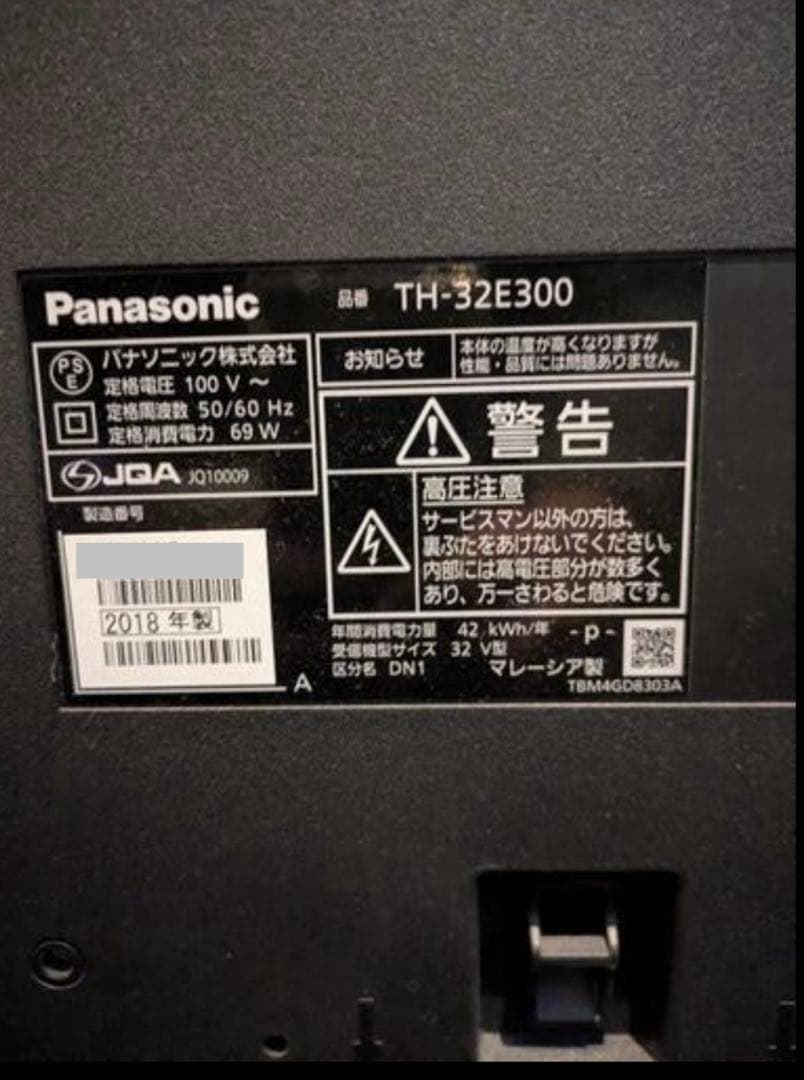 Panasonic
品番 TH-32E300
PSE
パナソニック株式会社
定格電圧 100 V ～
定格周波数 50/60 Hz
定格消費電力 69 W
JQA JQ10009
製造番号
2018 年製
A
お知らせ
本体の温度が高くなりますが
性能・品質には問題ありません。
警告
高圧注意
サービスマン以外の方は、
裏ぶたをあけないでください。
内部には高電圧部分が数多く
あり、万一さわると危険です。
年間消費電力量 42 kWh/年 - p -
受信機型サイズ 32 V型
区分名 DN1 マレーシア製
TBM4GD8303A